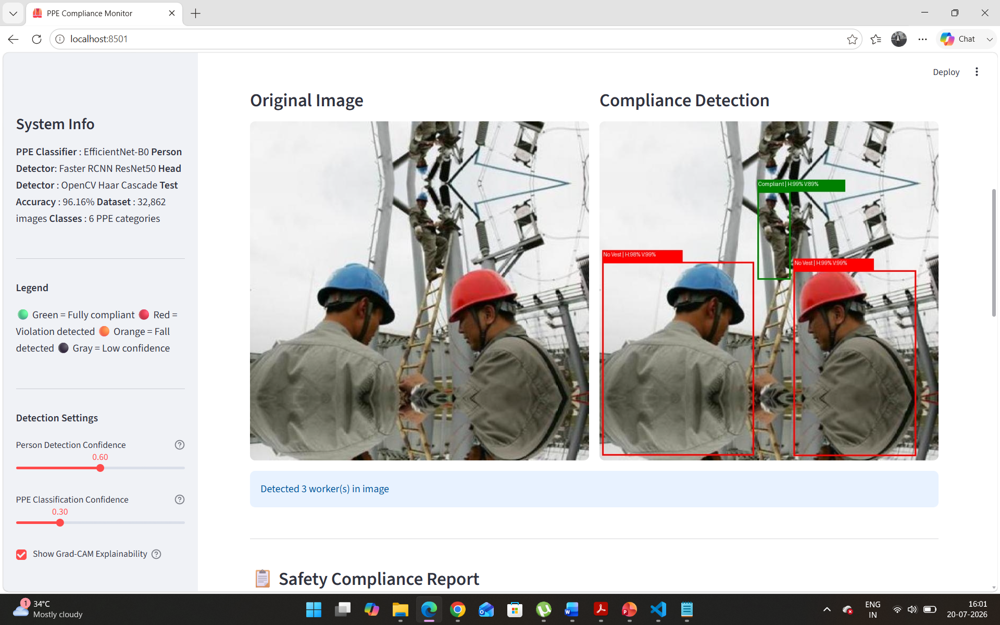 PPE Compliance Monitor
localhost:8501
Chat
Deploy
System Info
PPE Classifier : EfficientNet-B0 Person
Detector: Faster RCNN ResNet50 Head
Detector : OpenCV Haar Cascade Test
Accuracy : 96.16% Dataset : 32,862
images Classes : 6 PPE categories
Legend
Green = Fully compliant Red =
Violation detected Orange = Fall
detected Gray = Low confidence
Detection Settings
Person Detection Confidence
0.60
PPE Classification Confidence
0.30
Show Grad-CAM Explainability
Original Image
Compliance Detection
Compliant | H:99% V:89%
No Vest | H:98% V:99%
No Vest | H:99% V:99%
Detected 3 worker(s) in image
Safety Compliance Report
1
34°C
Mostly cloudy
ENG
IN
16:01
20-07-2026